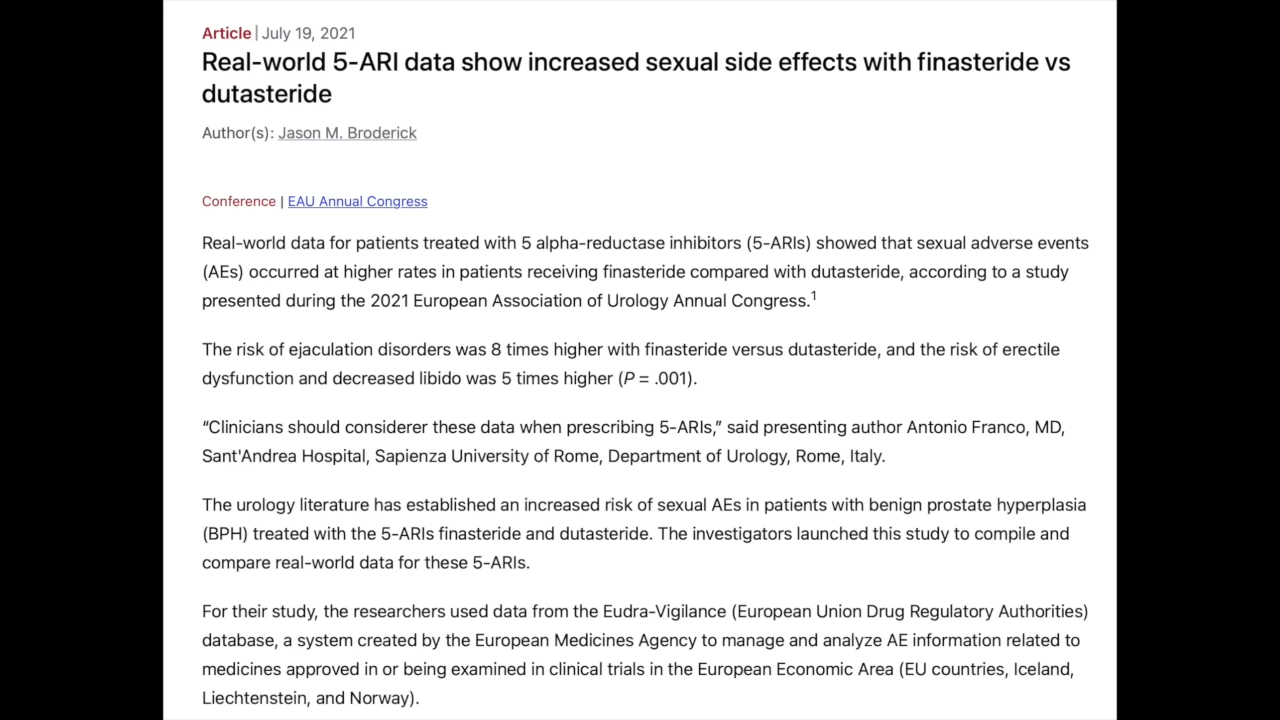 Article | July 19, 2021
Real-world 5-ARI data show increased sexual side effects with finasteride vs
dutasteride
Author(s): Jason M. Broderick
Conference | EAU Annual Congress
Real-world data for patients treated with 5 alpha-reductase inhibitors (5-ARIs) showed that sexual adverse events
(AEs) occurred at higher rates in patients receiving finasteride compared with dutasteride, according to a study
presented during the 2021 European Association of Urology Annual Congress.1
The risk of ejaculation disorders was 8 times higher with finasteride versus dutasteride, and the risk of erectile
dysfunction and decreased libido was 5 times higher (P = .001).
“Clinicians should considerer these data when prescribing 5-ARIs,” said presenting author Antonio Franco, MD,
Sant'Andrea Hospital, Sapienza University of Rome, Department of Urology, Rome, Italy.
The urology literature has established an increased risk of sexual AEs in patients with benign prostate hyperplasia
(BPH) treated with the 5-ARIs finasteride and dutasteride. The investigators launched this study to compile and
compare real-world data for these 5-ARIs.
For their study, the researchers used data from the Eudra-Vigilance (European Union Drug Regulatory Authorities)
database, a system created by the European Medicines Agency to manage and analyze AE information related to
medicines approved in or being examined in clinical trials in the European Economic Area (EU countries, Iceland,
Liechtenstein, and Norway).